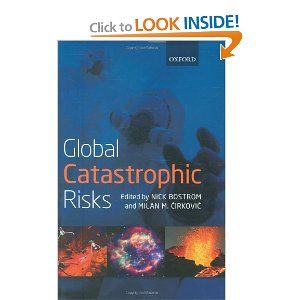 Click to
LOOK INSIDE!
OXFORD
Global
Catastrophic
Risks
Edited by NICK BOSTROM
and MILAN M. ĆIRKOVIĆ